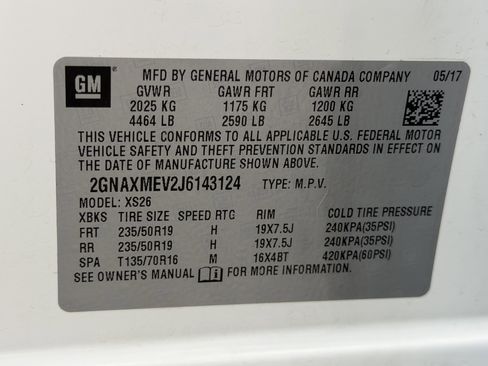 GM MFD BY GENERAL MOTORS OF CANADA COMPANY 05/17
GVWR GAWR FRT GAWR RR
2025 KG 1175 KG 1200 KG
4464 LB 2590 LB 2645 LB
THIS VEHICLE CONFORMS TO ALL APPLICABLE U.S. FEDERAL MOTOR
VEHICLE SAFETY AND THEFT PREVENTION STANDARDS
IN EFFECT ON THE DATE OF MANUFACTURE SHOWN ABOVE.
2GNAXMEV2J6143124 TYPE: M.P.V.
MODEL: XS26
XBKS TIRE SIZE SPEED RTG RIM COLD TIRE PRESSURE
FRT 235/50R19 H 19X7.5J 240KPA(35PSI)
RR 235/50R19 H 19X7.5J 240KPA(35PSI)
SPA T135/70R16 M 16X4BT 420KPA(60PSI)
SEE OWNER'S MANUAL FOR MORE INFORMATION.